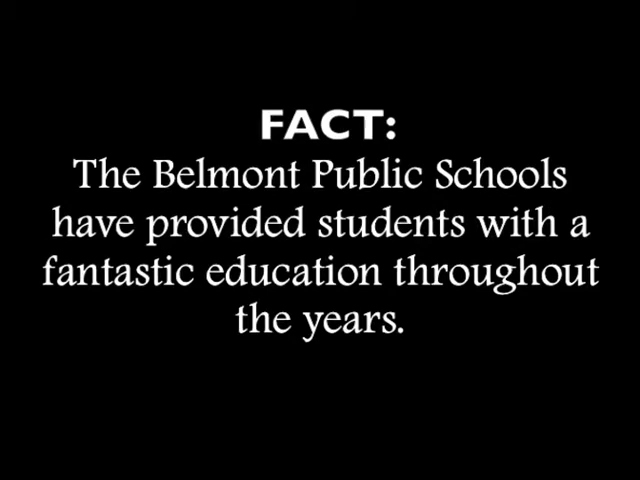 FACT:
The Belmont Public Schools
have provided students with a
fantastic education throughout
the years.